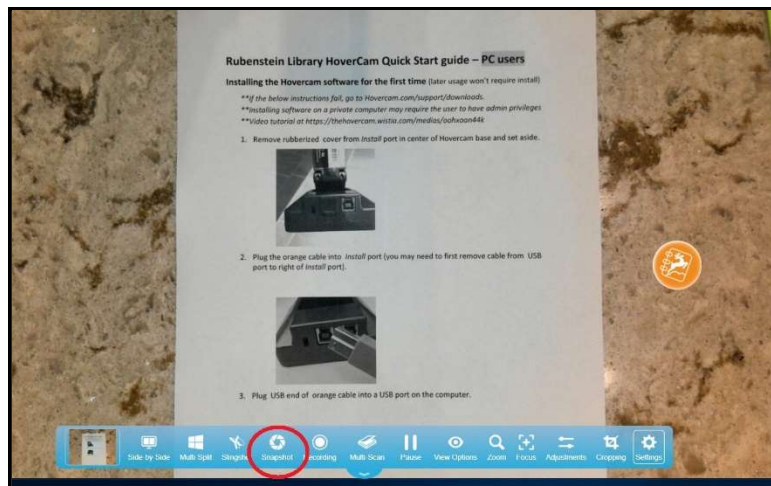 Rubenstein Library HoverCam Quick Start guide – PC users
Installing the Hovercam software for the first time (later usage won't require install)
**If the below instructions fail, go to Hovercam.com/support/downloads.
**Installing software on a private computer may require the user to have admin privileges
**Video tutorial at https://thehovercam.wistia.com/medias/oohxoon44k
1. Remove rubberized cover from Install port in center of Hovercam base and set aside.
2. Plug the orange cable into Install port (you may need to first remove cable from USB
port to right of Install port).
3. Plug USB end of orange cable into a USB port on the computer.
Side by Side Multi Split Slingshot Snapshot Recording Multi Scan Pause View Options Zoom Focus Adjustments Cropping Settings